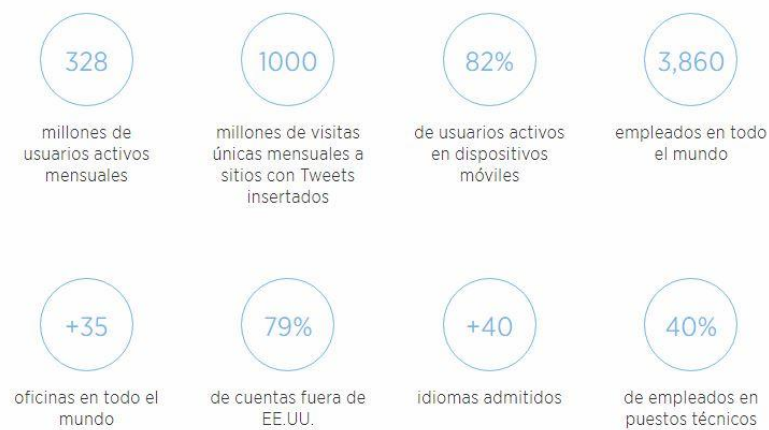 328
millones de
usuarios activos
mensuales
1000
millones de visitas
únicas mensuales a
sitios con Tweets
insertados
82%
de usuarios activos
en dispositivos
móviles
3,860
empleados en todo
el mundo
+35
oficinas en todo el
mundo
79%
de cuentas fuera de
EE.UU.
+40
idiomas admitidos
40%
de empleados en
puestos técnicos